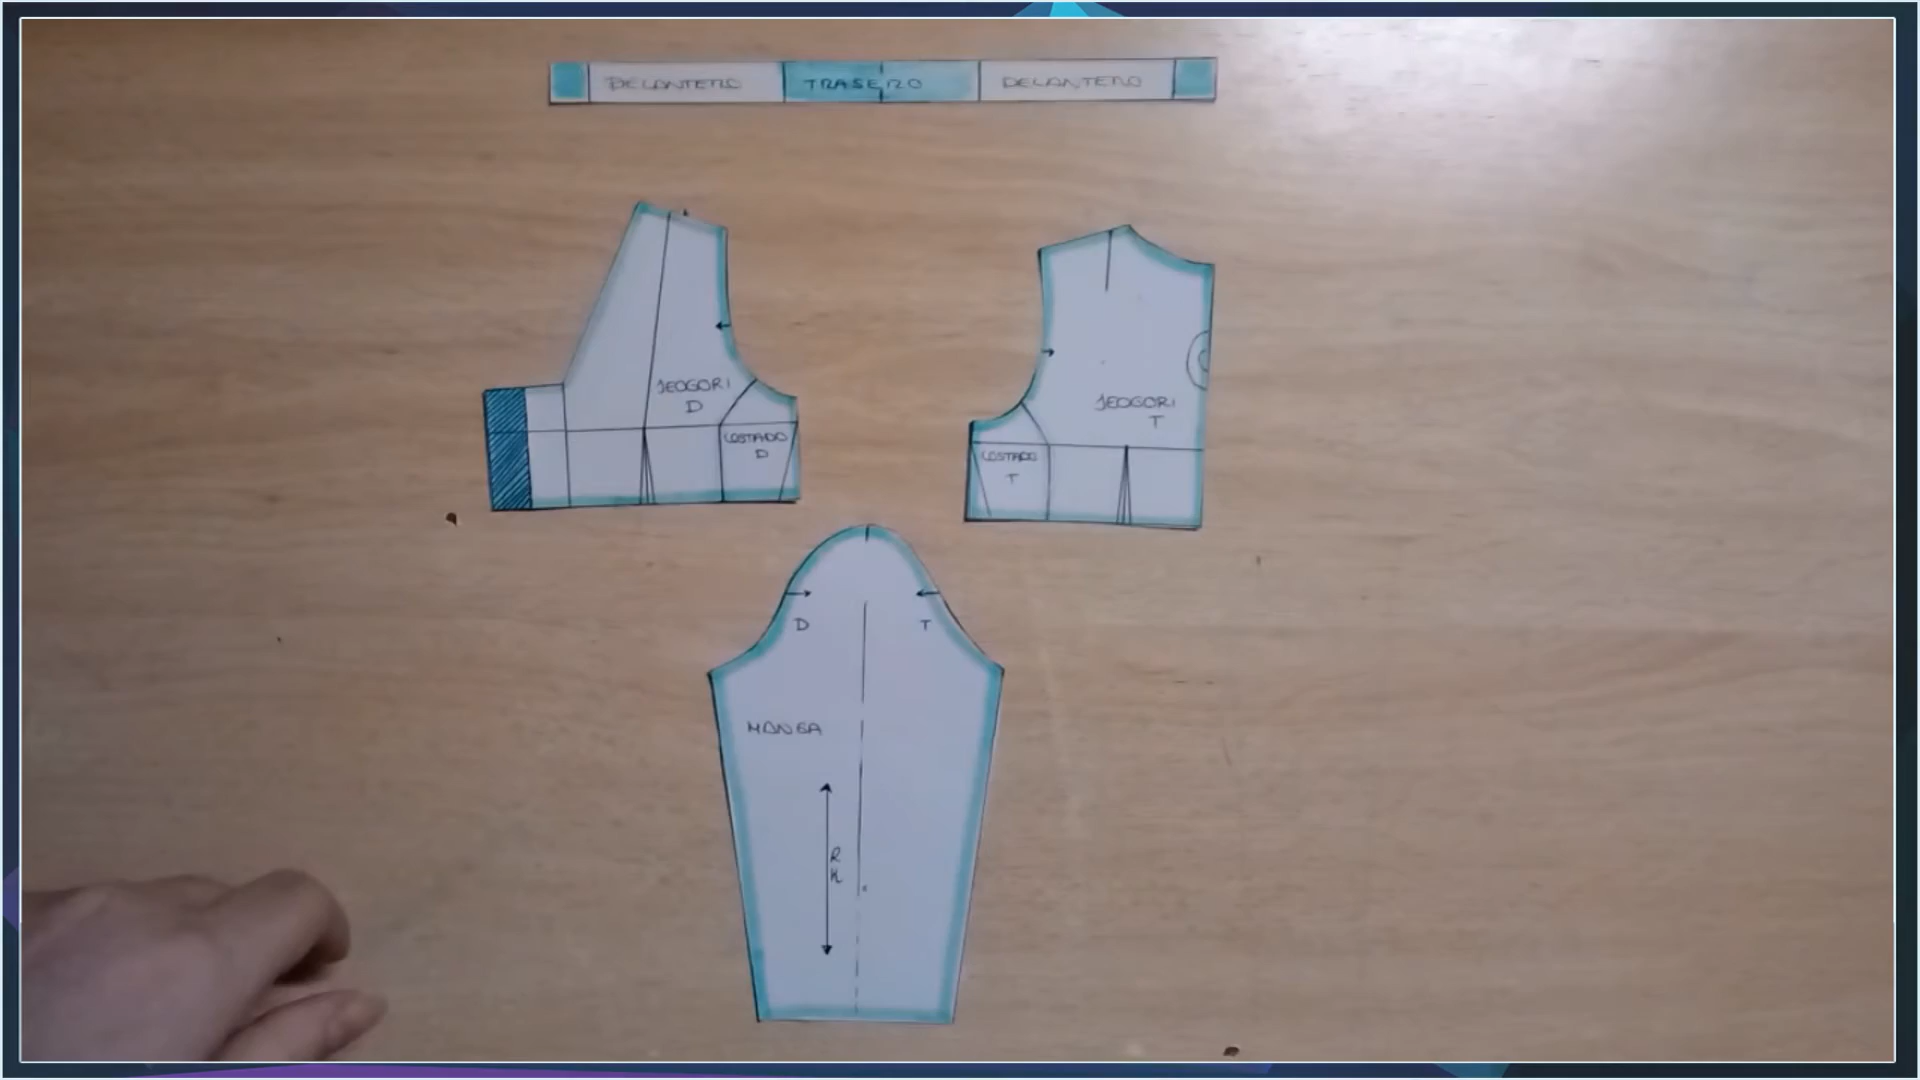 DELANTERO TRASERO DELANTERO
JEOGORI
D
COSTADO
D
JEOGORI
T
COSTADO
T
D T
MANGA
R
H